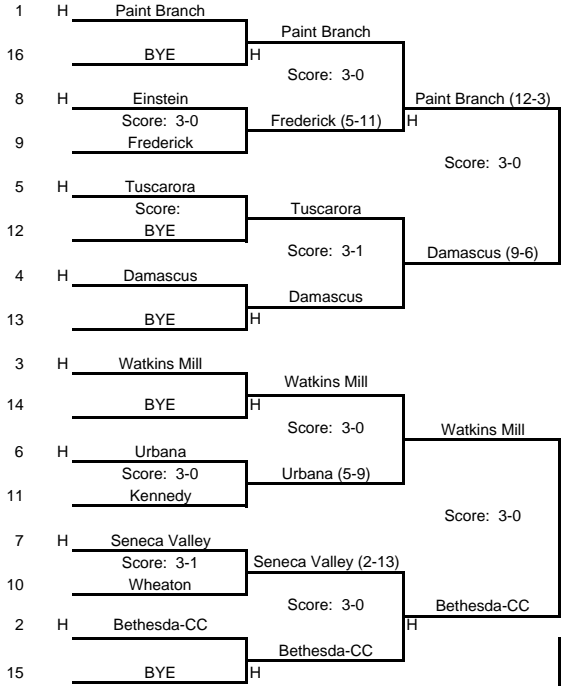 1 H Paint Branch
Paint Branch
16 BYE H
Score: 3-0
8 H Einstein Paint Branch (12-3)
Score: 3-0 Frederick (5-11) H
9 Frederick
Score: 3-0
5 H Tuscarora
Score: Tuscarora
12 BYE
Score: 3-1 Damascus (9-6)
4 H Damascus
Damascus
13 BYE H
3 H Watkins Mill
Watkins Mill
14 BYE H
Score: 3-0 Watkins Mill
6 H Urbana
Score: 3-0 Urbana (5-9)
11 Kennedy
Score: 3-0
7 H Seneca Valley
Score: 3-1 Seneca Valley (2-13)
10 Wheaton
Score: 3-0 Bethesda-CC
2 H Bethesda-CC H
Bethesda-CC
15 BYE H